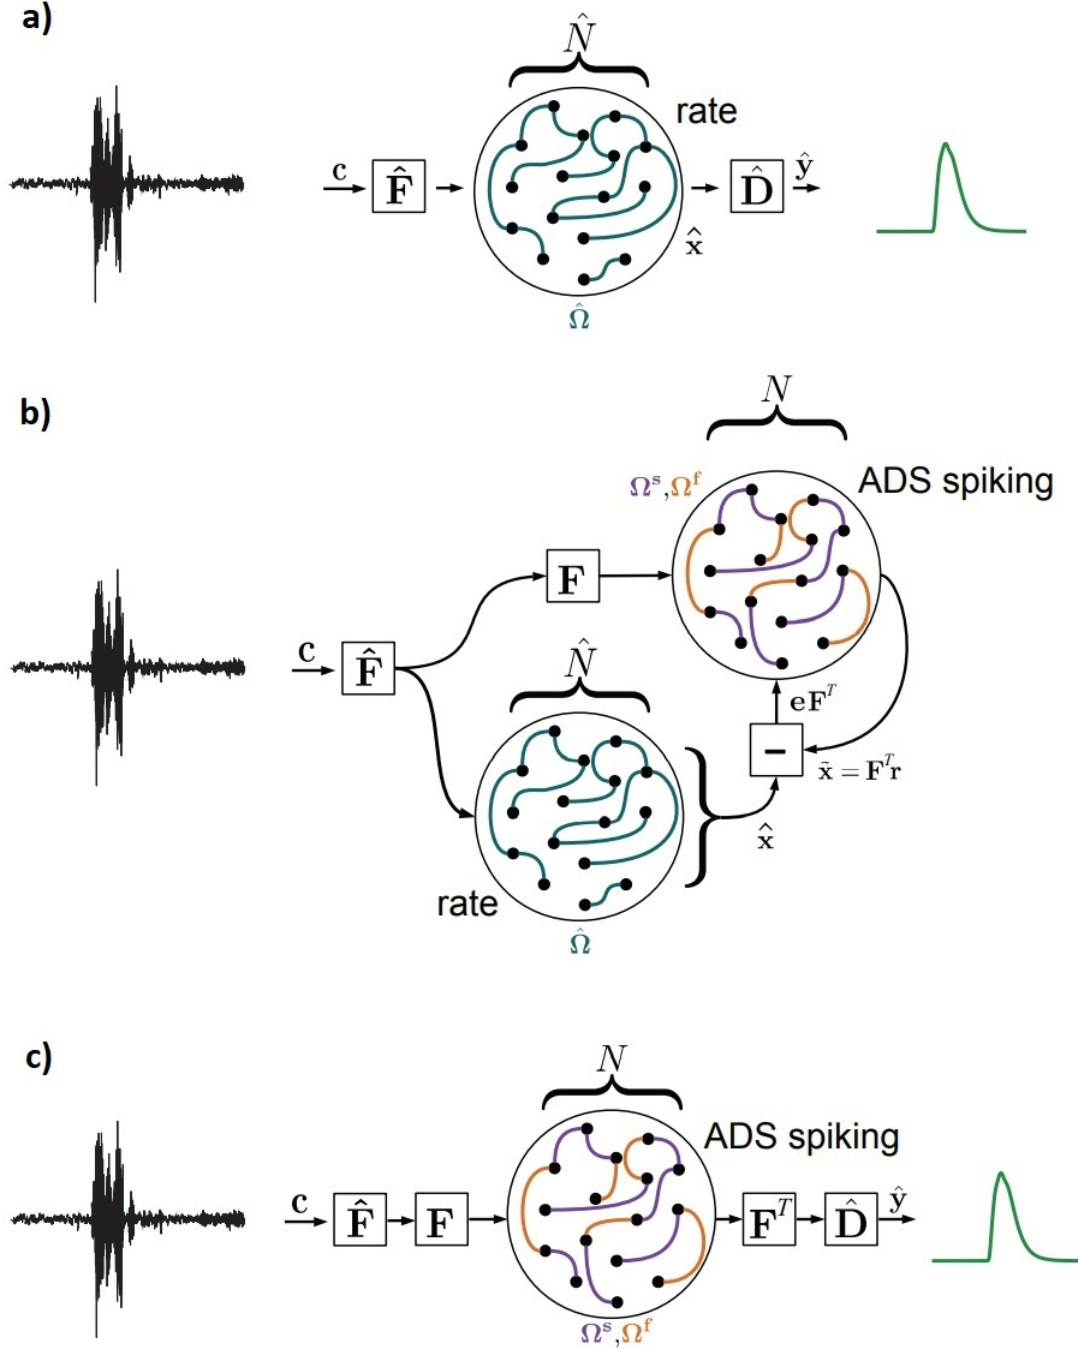 a)
N̂
rate
c
F̂
D̂
ŷ
x̂
Ω̂
b)
N
Ωˢ,Ωᶠ
ADS spiking
F
c
F̂
N̂
eFᵀ
−
x̃ = Fᵀr
x̂
rate
Ω̂
c)
N
ADS spiking
c
F̂
F
Fᵀ
D̂
ŷ
Ωˢ,Ωᶠ